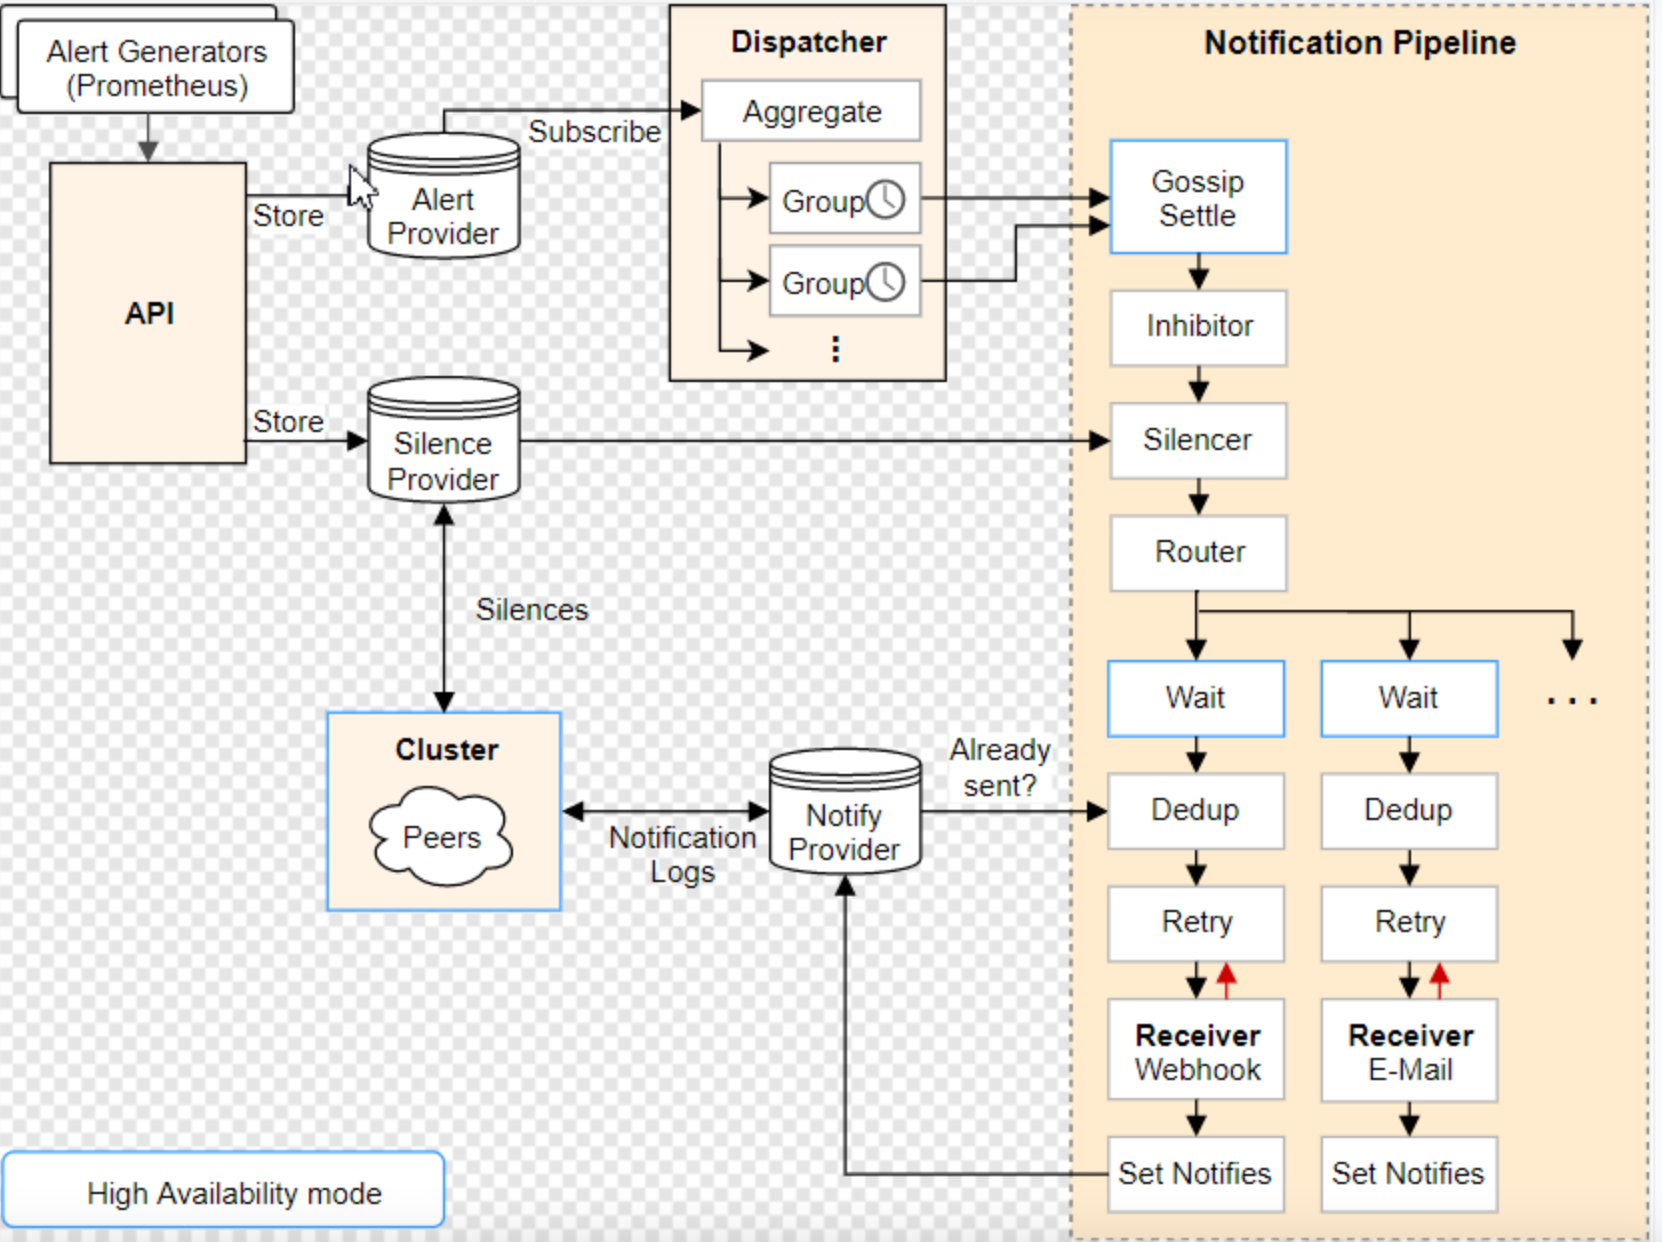 Alert Generators
(Prometheus)
API
Store
Alert
Provider
Subscribe
Dispatcher
Aggregate
Group
Group
Store
Silence
Provider
Silences
Cluster
Peers
Notification
Logs
Notify
Provider
Already
sent?
High Availability mode
Notification Pipeline
Gossip
Settle
Inhibitor
Silencer
Router
Wait
Dedup
Retry
Receiver
Webhook
Set Notifies
Wait
Dedup
Retry
Receiver
E-Mail
Set Notifies
...